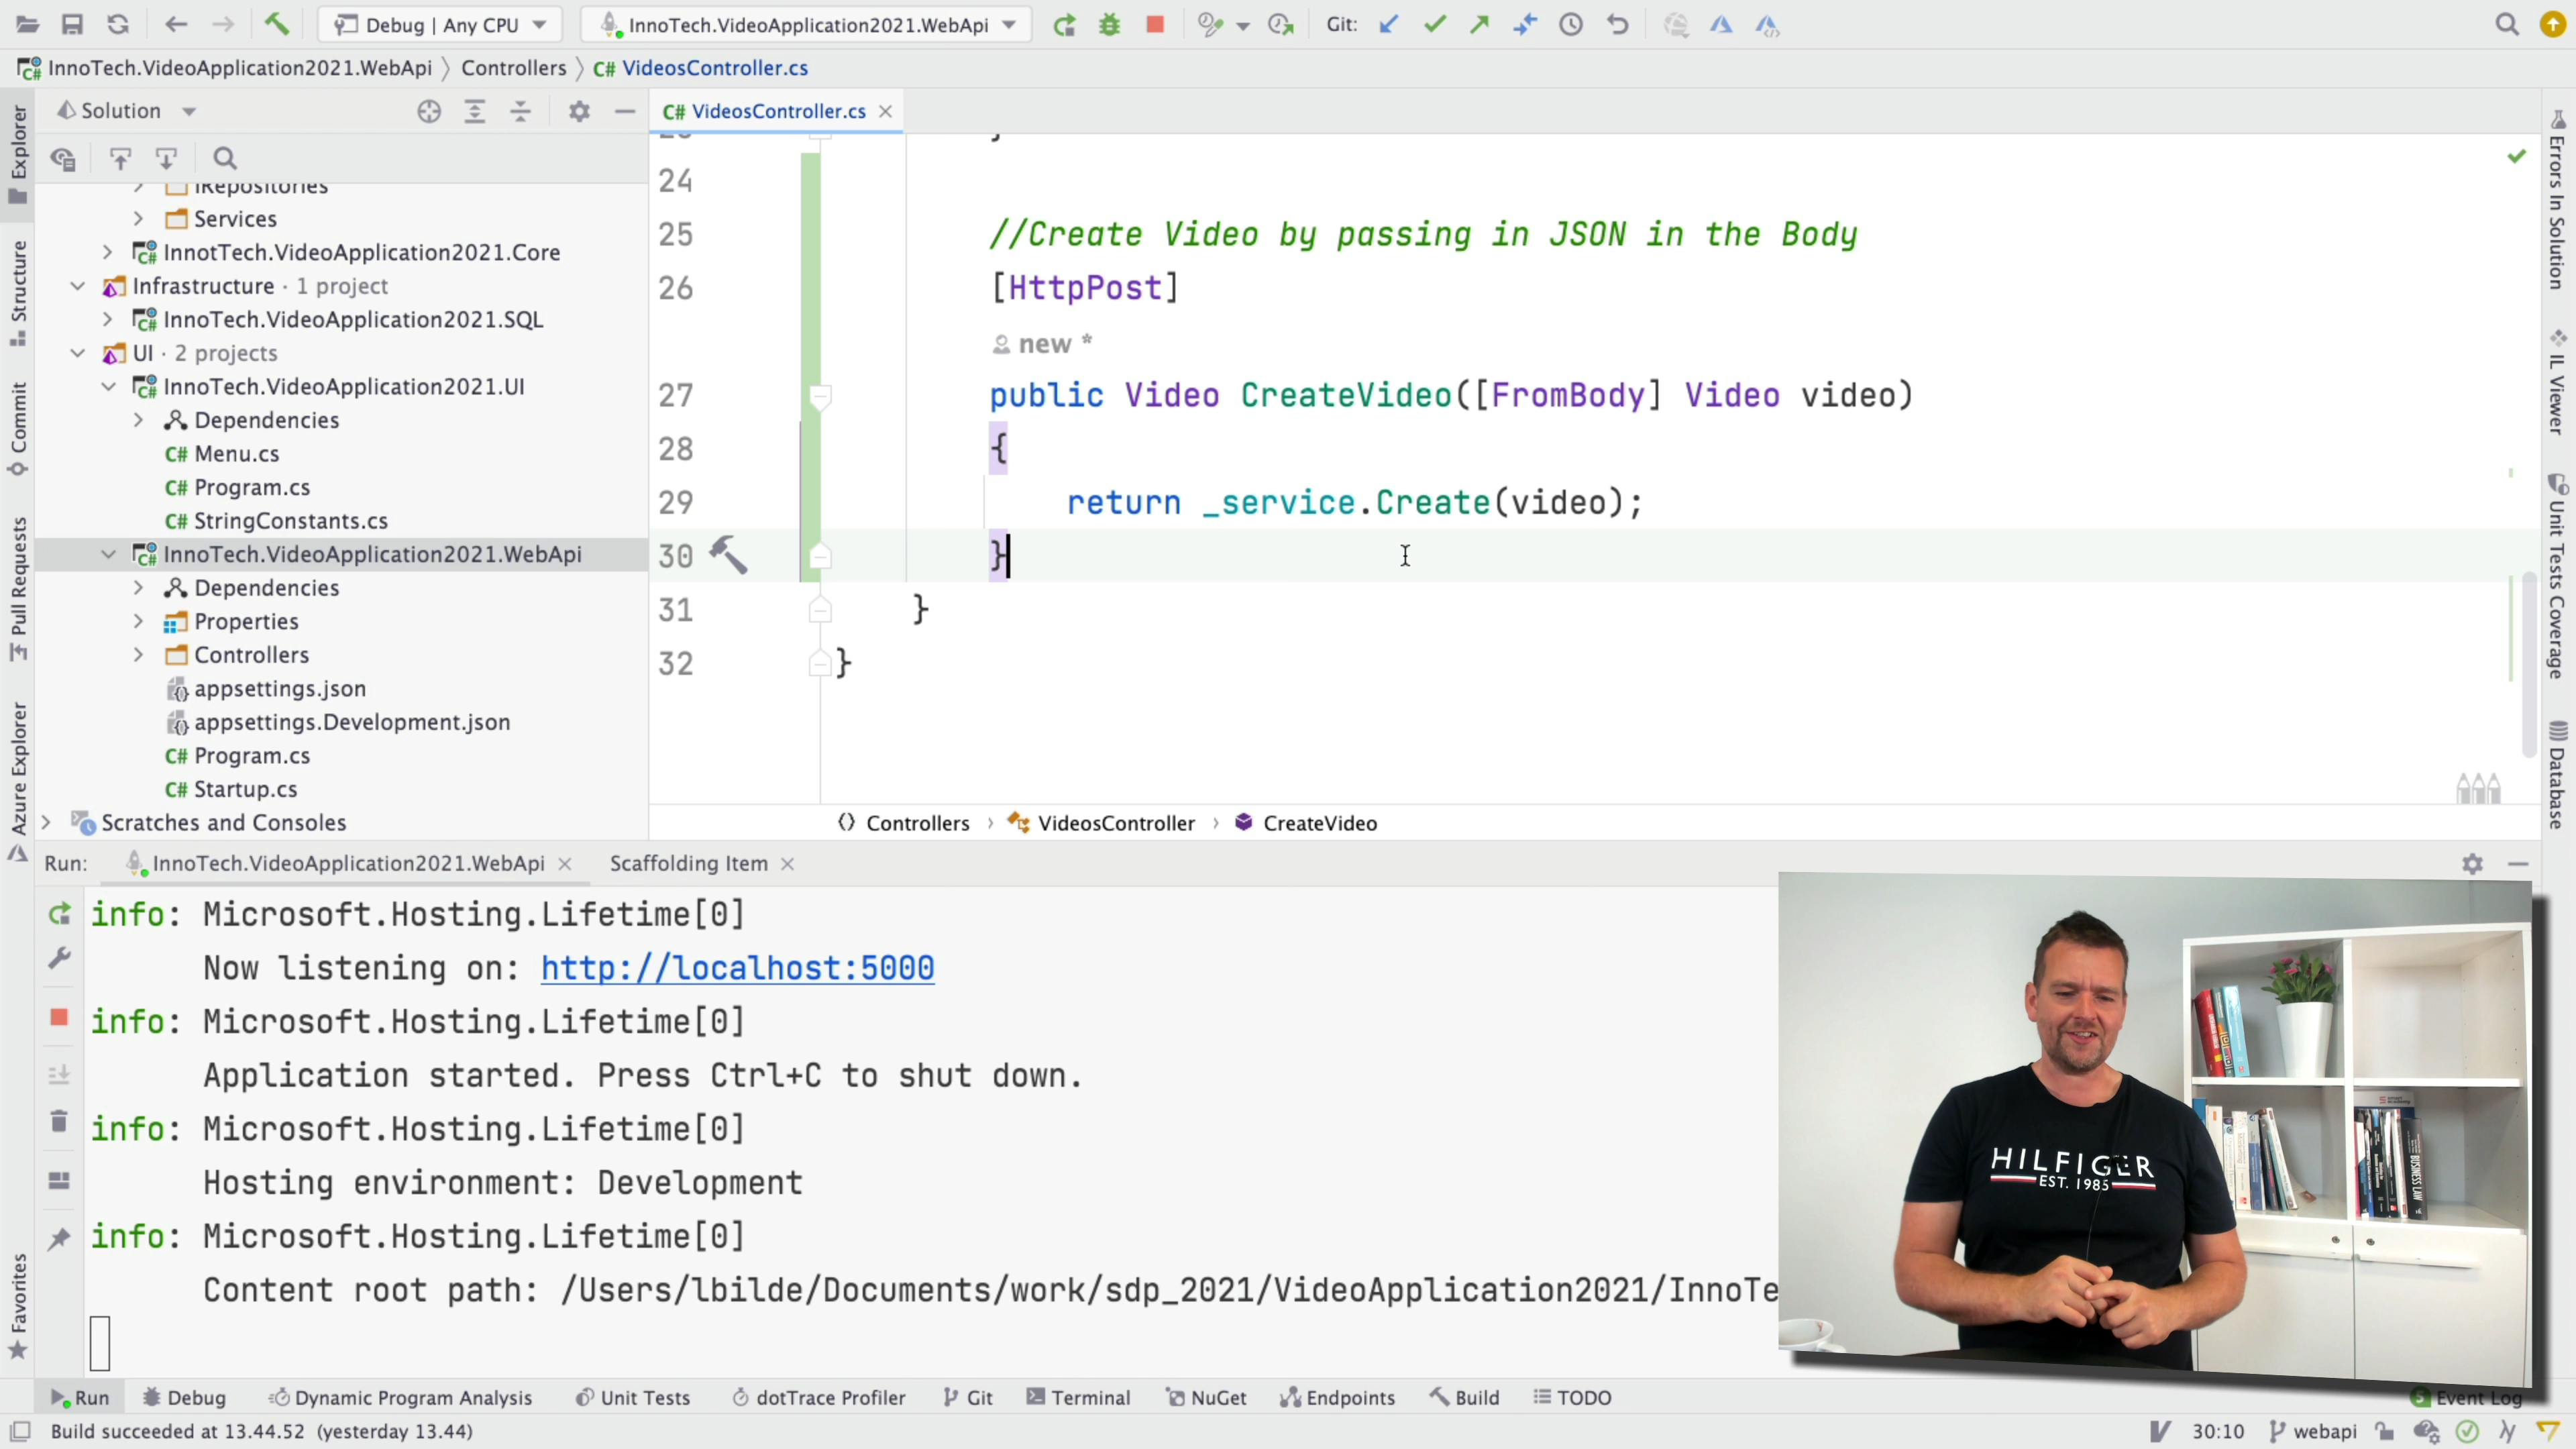 Debug | Any CPU
InnoTech.VideoApplication2021.WebApi
Git:
InnoTech.VideoApplication2021.WebApi
Controllers
C# VideosController.cs
Solution
C# VideosController.cs
IRepositories
Services
InnotTech.VideoApplication2021.Core
Infrastructure · 1 project
InnoTech.VideoApplication2021.SQL
UI · 2 projects
InnoTech.VideoApplication2021.UI
Dependencies
C# Menu.cs
C# Program.cs
C# StringConstants.cs
InnoTech.VideoApplication2021.WebApi
Dependencies
Properties
Controllers
appsettings.json
appsettings.Development.json
C# Program.cs
C# Startup.cs
Scratches and Consoles
Explorer
Structure
Commit
Pull Requests
Azure Explorer
Favorites
24
25 //Create Video by passing in JSON in the Body
26 [HttpPost]
new *
27 public Video CreateVideo([FromBody] Video video)
28 {
29 return _service.Create(video);
30 }
31 }
32 }
Controllers › VideosController › CreateVideo
Errors In Solution
IL Viewer
Unit Tests Coverage
Database
Run: InnoTech.VideoApplication2021.WebApi
Scaffolding Item
info: Microsoft.Hosting.Lifetime[0]
Now listening on: http://localhost:5000
info: Microsoft.Hosting.Lifetime[0]
Application started. Press Ctrl+C to shut down.
info: Microsoft.Hosting.Lifetime[0]
Hosting environment: Development
info: Microsoft.Hosting.Lifetime[0]
Content root path: /Users/lbilde/Documents/work/sdp_2021/VideoApplication2021/InnoTe
HILFIGER
EST. 1985
BUSINESS LAW
Run
Debug
Dynamic Program Analysis
Unit Tests
dotTrace Profiler
Git
Terminal
NuGet
Endpoints
Build
TODO
5 Event Log
Build succeeded at 13.44.52 (yesterday 13.44)
30:10
webapi